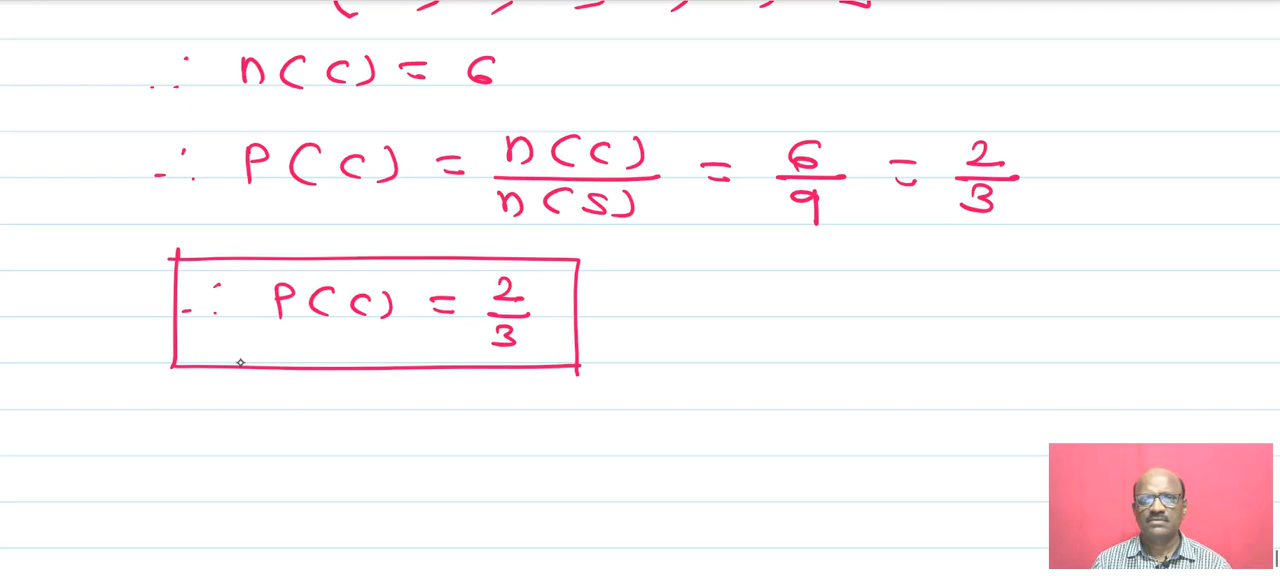 ∴ n(C) = 6
∴ P(C) = n(C)/n(S) = 6/9 = 2/3
∴ P(C) = 2/3